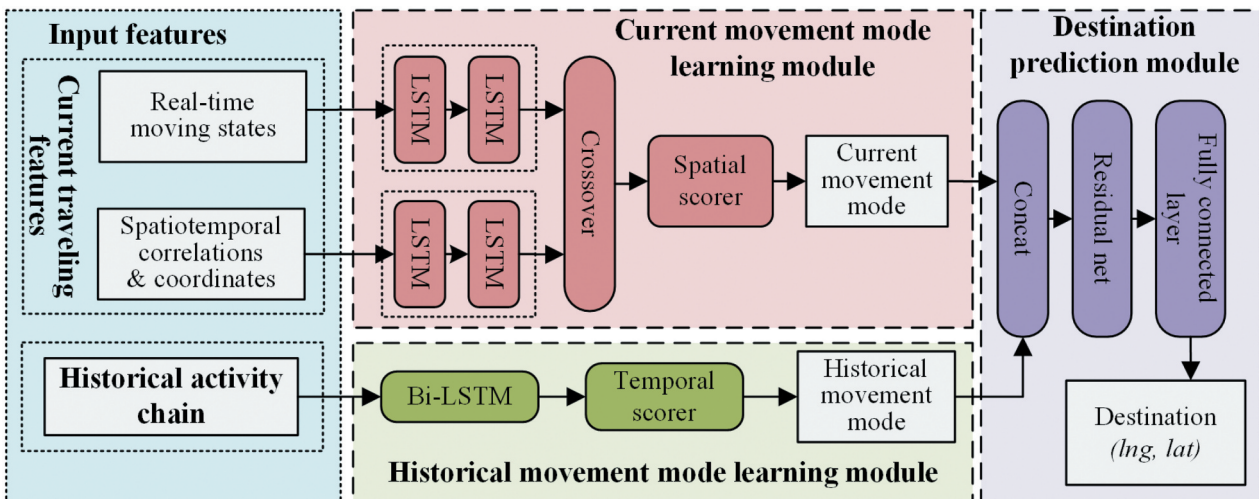 Input features
Current traveling
features
Real-time
moving states
Spatiotemporal
correlations
& coordinates
Historical activity
chain
Current movement mode
learning module
LSTM
LSTM
LSTM
LSTM
Crossover
Spatial
scorer
Current
movement
mode
Bi-LSTM
Temporal
scorer
Historical
movement
mode
Historical movement mode learning module
Destination
prediction module
Concat
Residual net
Fully connected
layer
Destination
(lng, lat)